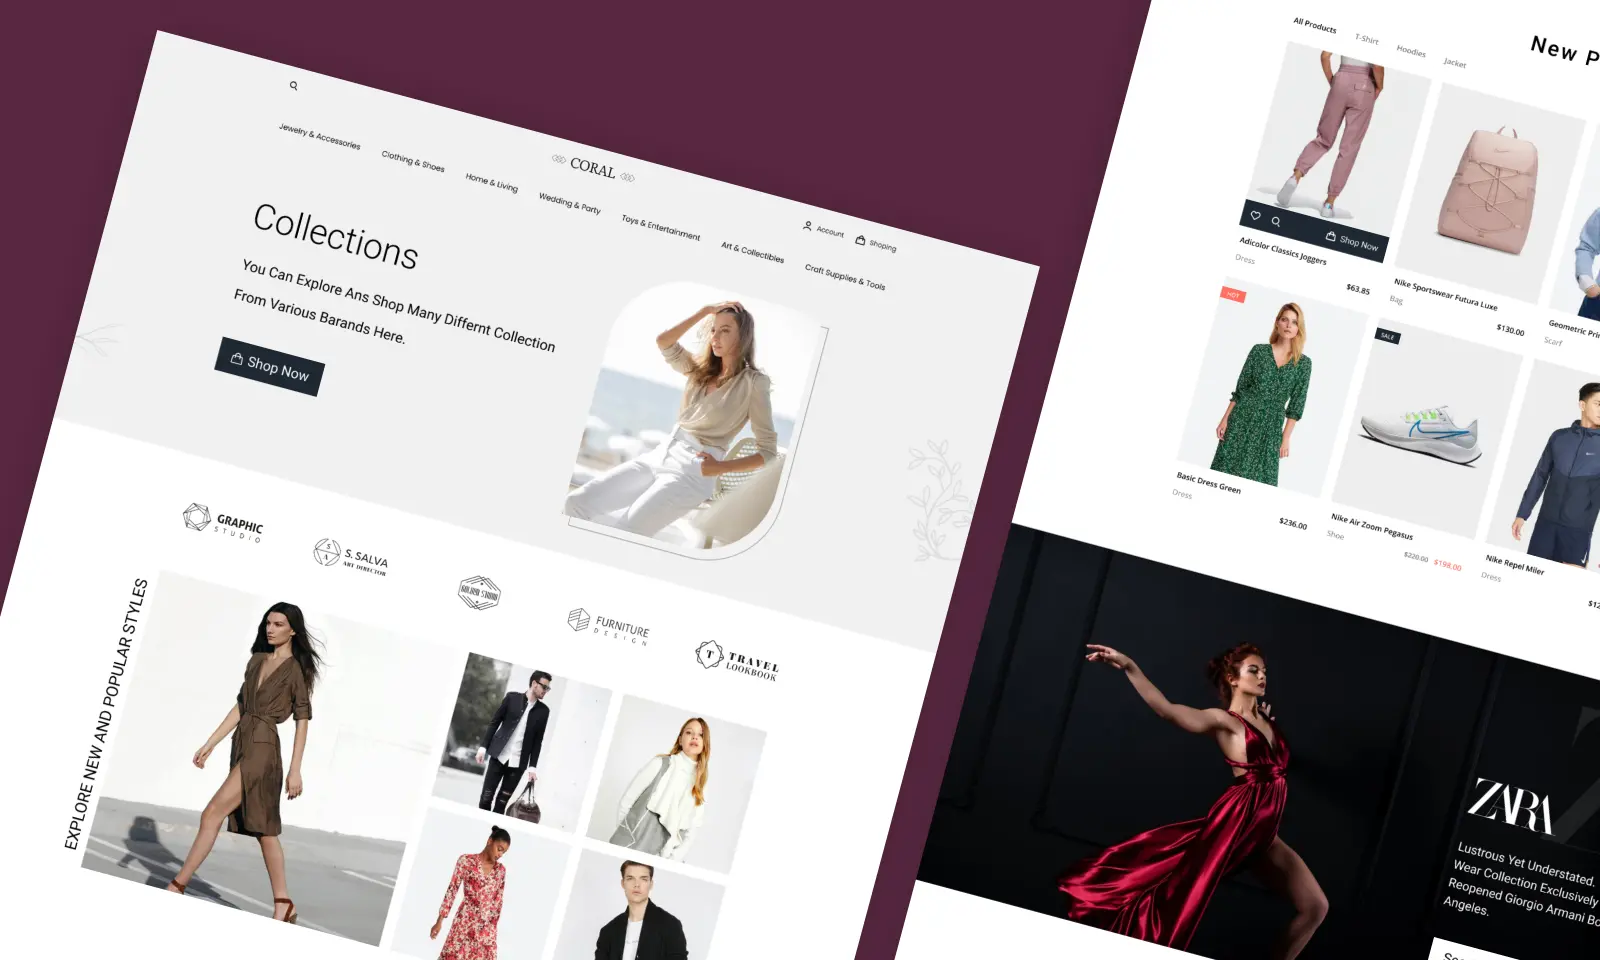 CORAL
Jewelry & Accessories
Clothing & Shoes
Home & Living
Wedding & Party
Toys & Entertainment
Art & Collectibles
Craft Supplies & Tools
Account
Shoping
Collections
You Can Explore Ans Shop Many Differnt Collection
From Various Barands Here.
Shop Now
GRAPHIC
STUDIO
S. SALVA
ART DIRECTOR
GOLDEN STUDIO
FURNITURE
DESIGN
T
TRAVEL
LOOKBOOK
EXPLORE NEW AND POPULAR STYLES
All Products
T-Shirt
Hoodies
Jacket
New P
Shop Now
Adicolor Classics Joggers
Dress
$63.85
Nike Sportswear Futura Luxe
Bag
$130.00
Geometric Pri
Scarf
HOT
Basic Dress Green
Dress
$236.00
SALE
Nike Air Zoom Pegasus
Shoe
$220.00 $198.00
Nike Repel Miler
Dress
$12
ZARA
Lustrous Yet Understated.
Wear Collection Exclusively
Reopened Giorgio Armani Bo
Angeles.